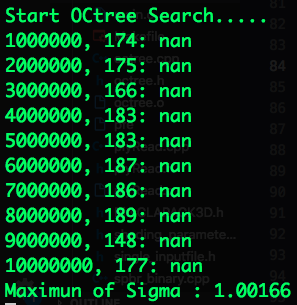 Start OCtree Search.....
1000000, 174: nan
2000000, 175: nan
3000000, 166: nan
4000000, 183: nan
5000000, 183: nan
6000000, 187: nan
7000000, 186: nan
8000000, 189: nan
9000000, 148: nan
10000000, 177: nan
Maximun of Sigma : 1.00166